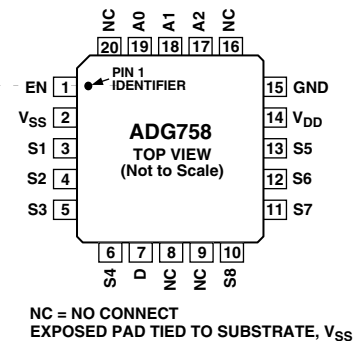 NC A0 A1 A2 NC
20 19 18 17 16
PIN 1
IDENTIFIER
EN 1
VSS 2
S1 3
S2 4
S3 5
ADG758
TOP VIEW
(Not to Scale)
15 GND
14 VDD
13 S5
12 S6
11 S7
6 7 8 9 10
S4 D NC NC S8
NC = NO CONNECT
EXPOSED PAD TIED TO SUBSTRATE, VSS